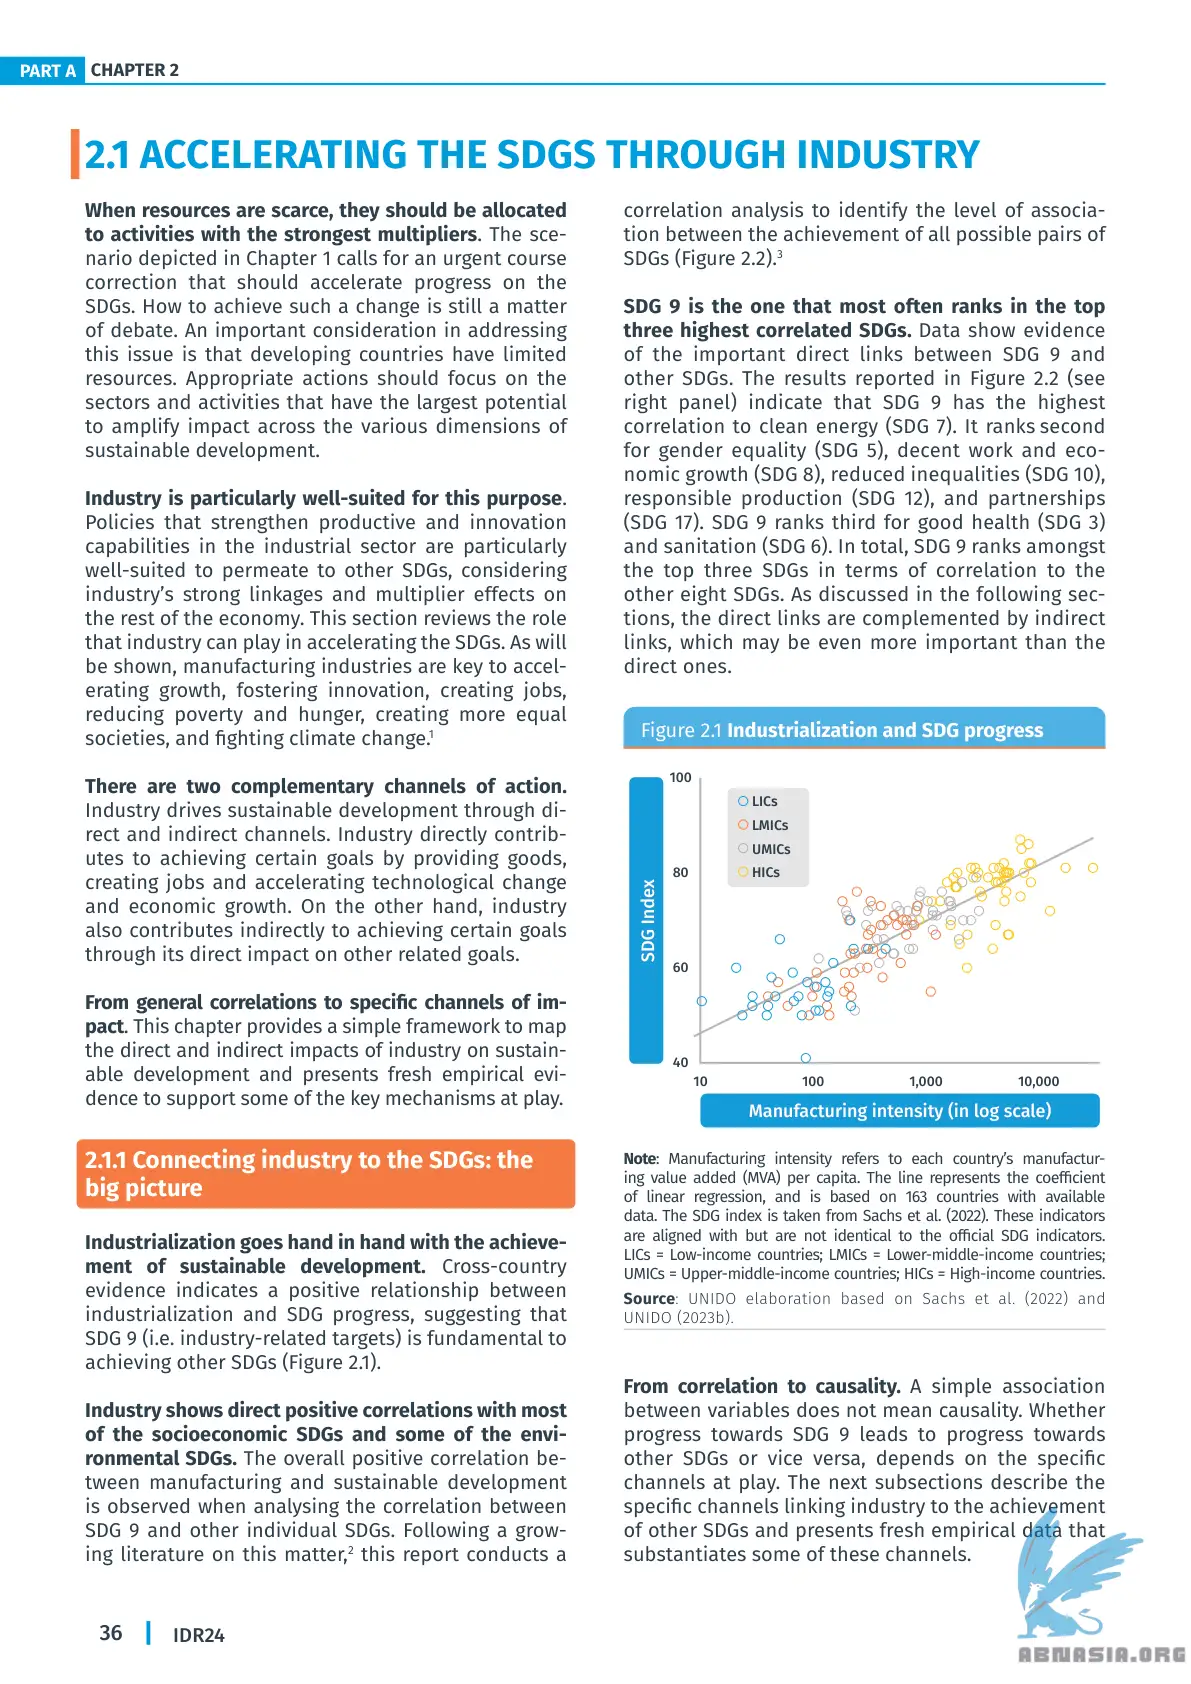 PART A CHAPTER 2
2.1 ACCELERATING THE SDGS THROUGH INDUSTRY
When resources are scarce, they should be allocated
to activities with the strongest multipliers. The sce-
nario depicted in Chapter 1 calls for an urgent course
correction that should accelerate progress on the
SDGs. How to achieve such a change is still a matter
of debate. An important consideration in addressing
this issue is that developing countries have limited
resources. Appropriate actions should focus on the
sectors and activities that have the largest potential
to amplify impact across the various dimensions of
sustainable development.
Industry is particularly well-suited for this purpose.
Policies that strengthen productive and innovation
capabilities in the industrial sector are particularly
well-suited to permeate to other SDGs, considering
industry’s strong linkages and multiplier effects on
the rest of the economy. This section reviews the role
that industry can play in accelerating the SDGs. As will
be shown, manufacturing industries are key to accel-
erating growth, fostering innovation, creating jobs,
reducing poverty and hunger, creating more equal
societies, and fighting climate change.¹
There are two complementary channels of action.
Industry drives sustainable development through di-
rect and indirect channels. Industry directly contrib-
utes to achieving certain goals by providing goods,
creating jobs and accelerating technological change
and economic growth. On the other hand, industry
also contributes indirectly to achieving certain goals
through its direct impact on other related goals.
From general correlations to specific channels of im-
pact. This chapter provides a simple framework to map
the direct and indirect impacts of industry on sustain-
able development and presents fresh empirical evi-
dence to support some of the key mechanisms at play.
2.1.1 Connecting industry to the SDGs: the
big picture
Industrialization goes hand in hand with the achieve-
ment of sustainable development. Cross-country
evidence indicates a positive relationship between
industrialization and SDG progress, suggesting that
SDG 9 (i.e. industry-related targets) is fundamental to
achieving other SDGs (Figure 2.1).
Industry shows direct positive correlations with most
of the socioeconomic SDGs and some of the envi-
ronmental SDGs. The overall positive correlation be-
tween manufacturing and sustainable development
is observed when analysing the correlation between
SDG 9 and other individual SDGs. Following a grow-
ing literature on this matter,² this report conducts a
correlation analysis to identify the level of associa-
tion between the achievement of all possible pairs of
SDGs (Figure 2.2).³
SDG 9 is the one that most often ranks in the top
three highest correlated SDGs. Data show evidence
of the important direct links between SDG 9 and
other SDGs. The results reported in Figure 2.2 (see
right panel) indicate that SDG 9 has the highest
correlation to clean energy (SDG 7). It ranks second
for gender equality (SDG 5), decent work and eco-
nomic growth (SDG 8), reduced inequalities (SDG 10),
responsible production (SDG 12), and partnerships
(SDG 17). SDG 9 ranks third for good health (SDG 3)
and sanitation (SDG 6). In total, SDG 9 ranks amongst
the top three SDGs in terms of correlation to the
other eight SDGs. As discussed in the following sec-
tions, the direct links are complemented by indirect
links, which may be even more important than the
direct ones.
Figure 2.1 Industrialization and SDG progress
SDG Index
100
80
60
40
LICs
LMICs
UMICs
HICs
10 100 1,000 10,000
Manufacturing intensity (in log scale)
Note: Manufacturing intensity refers to each country’s manufactur-
ing value added (MVA) per capita. The line represents the coefficient
of linear regression, and is based on 163 countries with available
data. The SDG index is taken from Sachs et al. (2022). These indicators
are aligned with but are not identical to the official SDG indicators.
LICs = Low-income countries; LMICs = Lower-middle-income countries;
UMICs = Upper-middle-income countries; HICs = High-income countries.
Source: UNIDO elaboration based on Sachs et al. (2022) and
UNIDO (2023b).
From correlation to causality. A simple association
between variables does not mean causality. Whether
progress towards SDG 9 leads to progress towards
other SDGs or vice versa, depends on the specific
channels at play. The next subsections describe the
specific channels linking industry to the achievement
of other SDGs and presents fresh empirical data that
substantiates some of these channels.
36 IDR24
ABNASIA.ORG